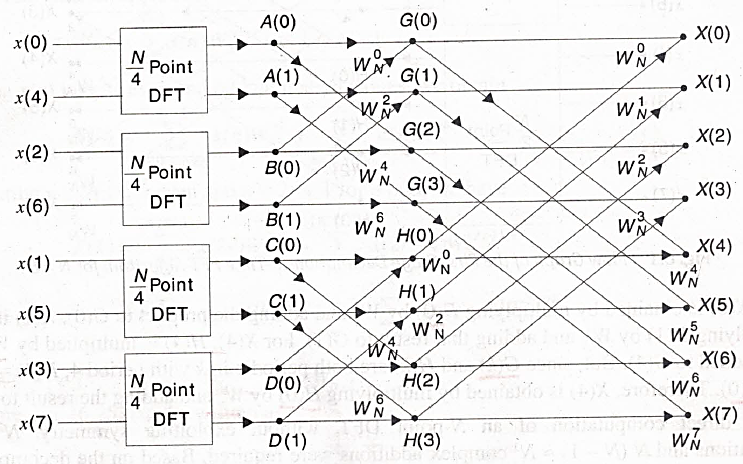 A(0) G(0)
x(0) X(0)
N/4 Point DFT
W_N^0 W_N^0
A(1) G(1)
x(4) X(1)
W_N^2 W_N^1
G(2)
x(2) X(2)
N/4 Point DFT
B(0) W_N^4 W_N^2
G(3)
x(6) X(3)
B(1) W_N^6 W_N^3
C(0) H(0)
x(1) X(4)
N/4 Point DFT
W_N^0 W_N^4
C(1) H(1)
x(5) X(5)
W_N^2 W_N^5
W_N^4
x(3) X(6)
N/4 Point DFT
D(0) H(2)
W_N^6 W_N^6
x(7) X(7)
D(1) H(3) W_N^7